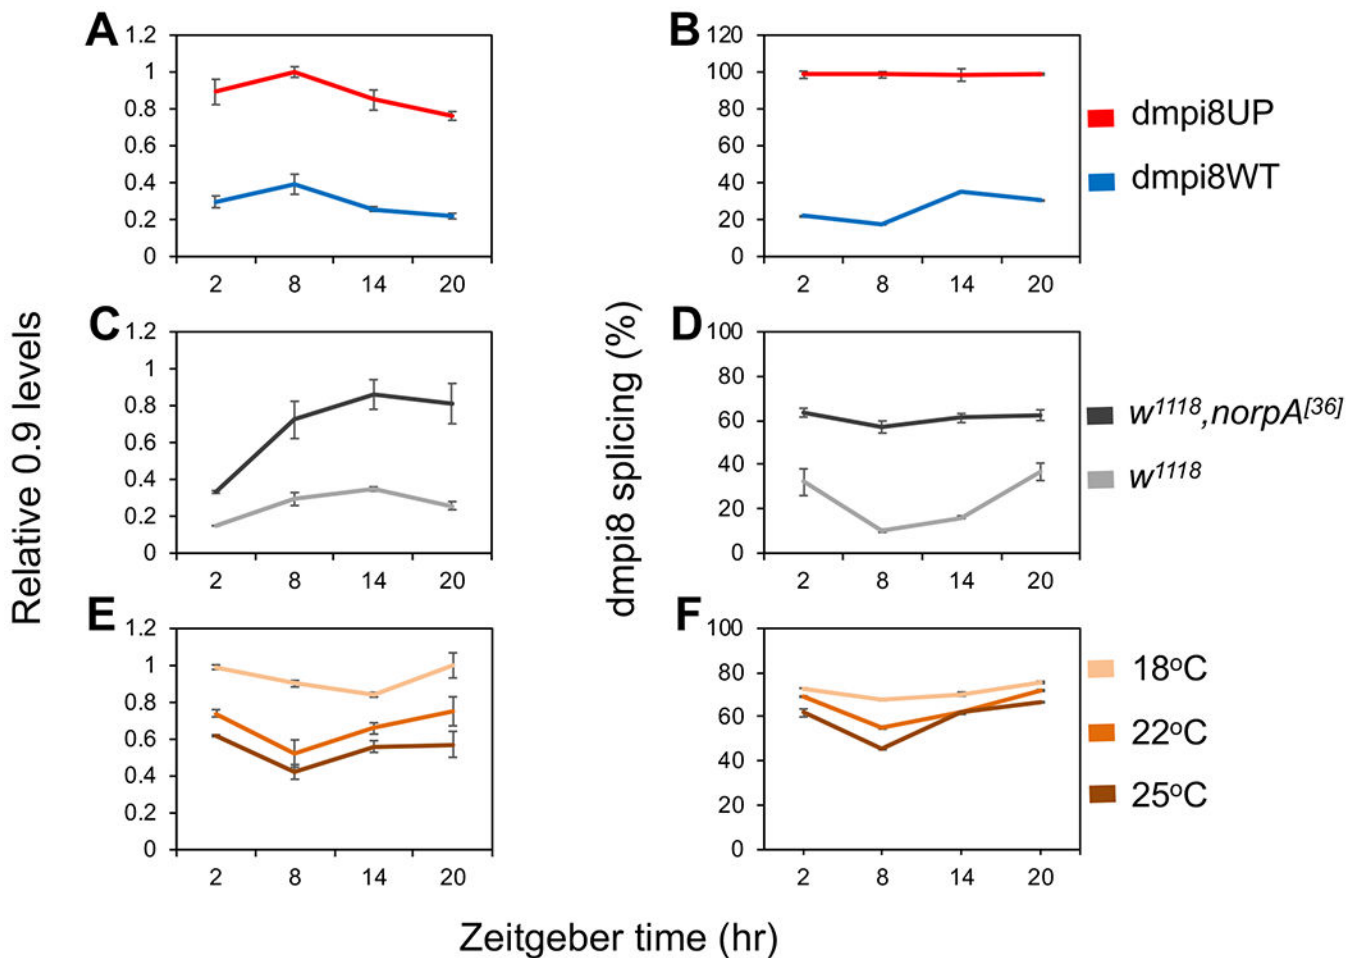 A
1.2
1
0.8
0.6
0.4
0.2
0
2 8 14 20
B
120
100
80
60
40
20
0
2 8 14 20
dmpi8UP
dmpi8WT
C
1.2
1
0.8
0.6
0.4
0.2
0
2 8 14 20
D
100
80
60
40
20
0
2 8 14 20
w¹¹¹⁸,norpA[³⁶]
w¹¹¹⁸
E
1.2
1
0.8
0.6
0.4
0.2
0
2 8 14 20
F
100
80
60
40
20
0
2 8 14 20
18ºC
22ºC
25ºC
Relative 0.9 levels
dmpi8 splicing (%)
Zeitgeber time (hr)